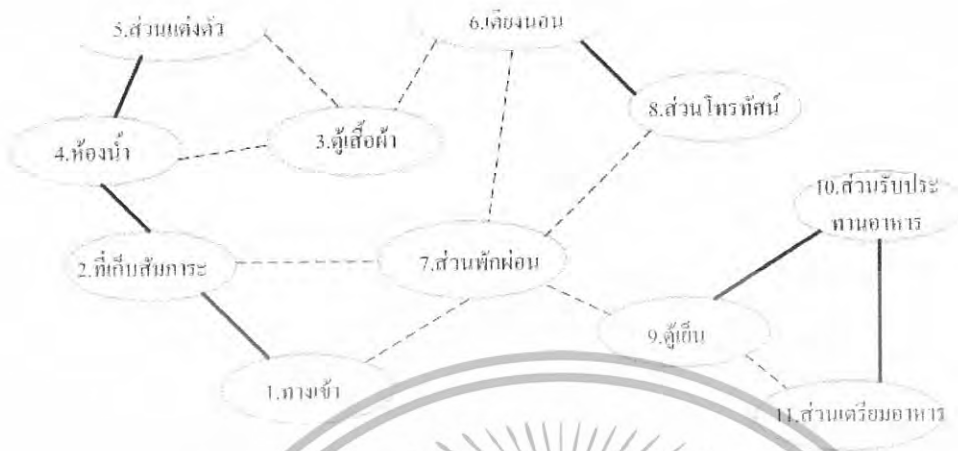 5.ส่วนแต่งตัว
6.เตียงนอน
8.ส่วนโทรทัศน์
3.ตู้เสื้อผ้า
4.ห้องน้ำ
10.ส่วนรับประ
ทานอาหาร
7.ส่วนพักผ่อน
2.ที่เก็บสัมภาระ
9.ตู้เย็น
1.ทางเข้า
11.ส่วนเตรียมอาหาร